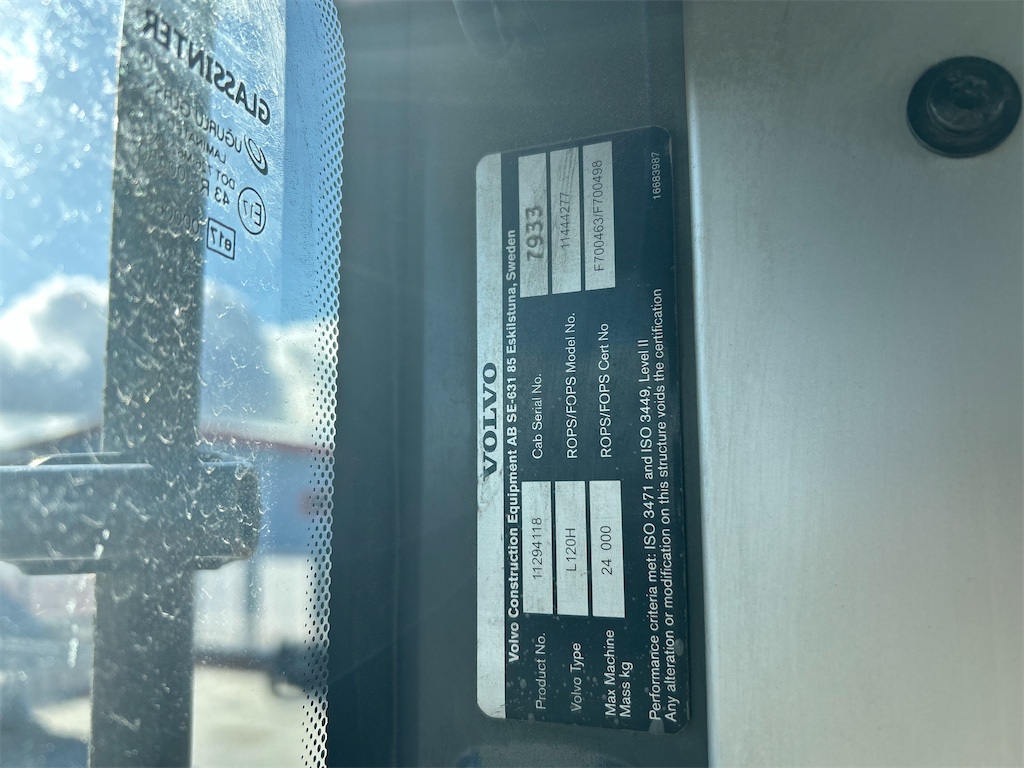 VOLVO
Volvo Construction Equipment AB SE-631 85 Eskilstuna, Sweden
Product No. 11294118 Cab Serial No. 7933
Volvo Type L120H ROPS/FOPS Model No. 11444277
Max Machine Mass kg 24 000 ROPS/FOPS Cert No F700463/F700498
Performance criteria met: ISO 3471 and ISO 3449, Level II
Any alteration or modification on this structure voids the certification
16683987
GLASSINTER
UĞURLU
E17
e17